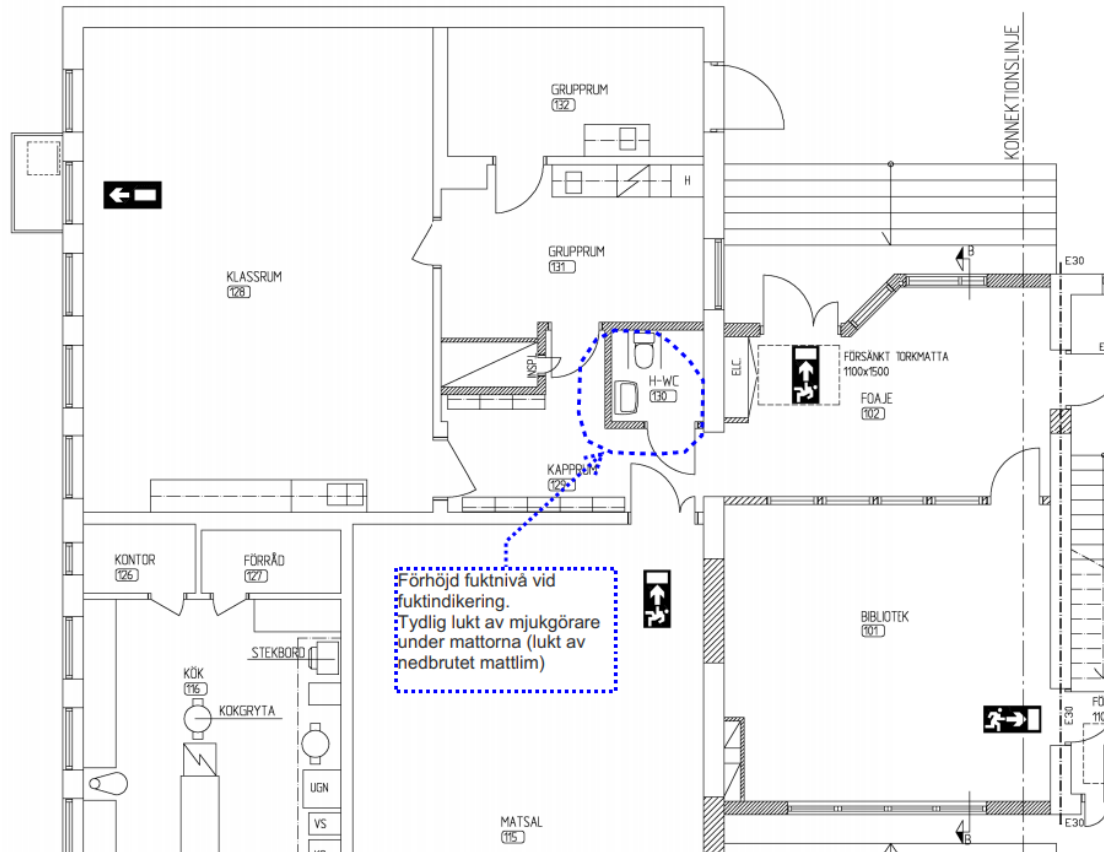 KONNEKTIONSLINJE
GRUPPRUM
132
H
GRUPPRUM
131
KLASSRUM
128
B
E30
INSP
H-WC
130
ELC.
FÖRSÄNKT TORKMATTA
1100x1500
FOAJE
102
E
KAPPRUM
129
KONTOR
126
FÖRRÅD
127
Förhöjd fuktnivå vid
fuktindikering.
Tydlig lukt av mjukgörare
under mattorna (lukt av
nedbrutet mattlim)
BIBLIOTEK
101
STEKBORD
KÖK
116
KOKGRYTA
UGN
VS
MATSAL
115
E30
FÖ
110
B
E30